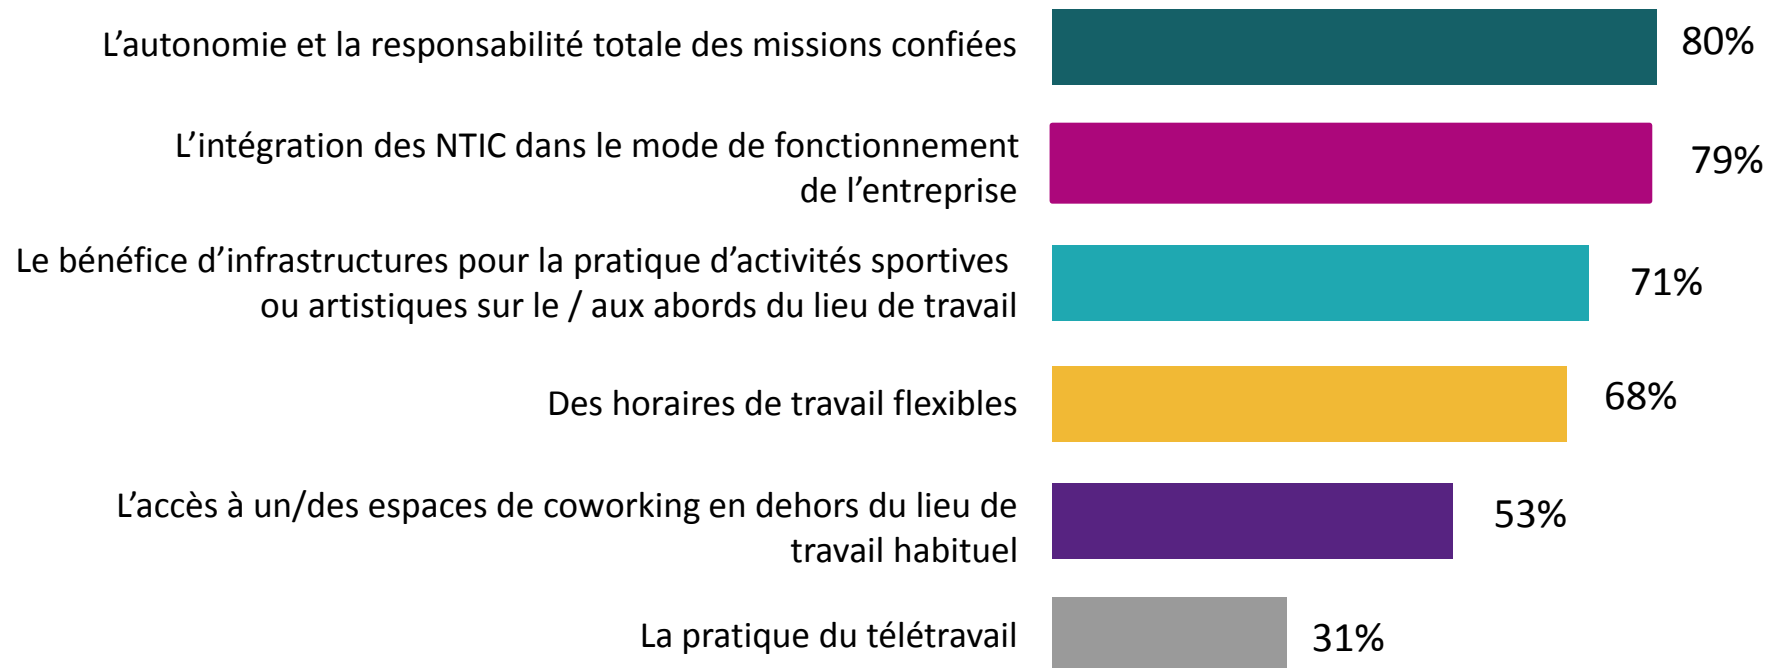 L’autonomie et la responsabilité totale des missions confiées
80%
L’intégration des NTIC dans le mode de fonctionnement
de l’entreprise
79%
Le bénéfice d’infrastructures pour la pratique d’activités sportives
ou artistiques sur le / aux abords du lieu de travail
71%
Des horaires de travail flexibles
68%
L’accès à un/des espaces de coworking en dehors du lieu de
travail habituel
53%
La pratique du télétravail
31%